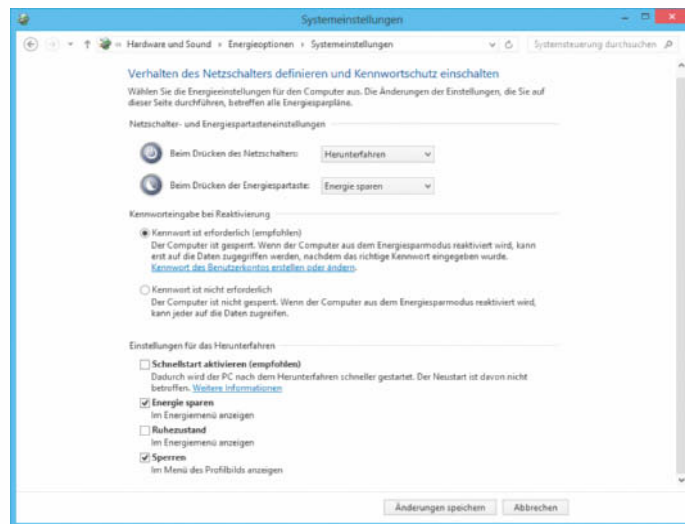 Systemeinstellungen
« Hardware und Sound › Energieoptionen › Systemeinstellungen
Systemsteuerung durchsuchen
Verhalten des Netzschalters definieren und Kennwortschutz einschalten
Wählen Sie die Energieeinstellungen für den Computer aus. Die Änderungen der Einstellungen, die Sie auf
dieser Seite durchführen, betreffen alle Energiesparpläne.
Netzschalter- und Energiespartasteneinstellungen
Beim Drücken des Netzschalters: Herunterfahren
Beim Drücken der Energiespartaste: Energie sparen
Kennworteingabe bei Reaktivierung
Kennwort ist erforderlich (empfohlen)
Der Computer ist gesperrt. Wenn der Computer aus dem Energiesparmodus reaktiviert wird, kann
erst auf die Daten zugegriffen werden, nachdem das richtige Kennwort eingegeben wurde.
Kennwort des Benutzerkontos erstellen oder ändern.
Kennwort ist nicht erforderlich
Der Computer ist nicht gesperrt. Wenn der Computer aus dem Energiesparmodus reaktiviert wird,
kann jeder auf die Daten zugreifen.
Einstellungen für das Herunterfahren
Schnellstart aktivieren (empfohlen)
Dadurch wird der PC nach dem Herunterfahren schneller gestartet. Der Neustart ist davon nicht
betroffen. Weitere Informationen
Energie sparen
Im Energiemenü anzeigen
Ruhezustand
Im Energiemenü anzeigen
Sperren
Im Menü des Profilbilds anzeigen
Änderungen speichern Abbrechen